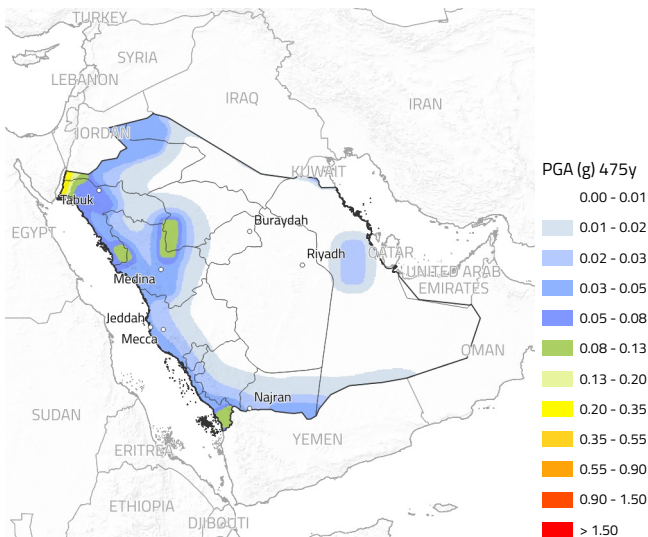 TURKEY
SYRIA
LEBANON
IRAQ
IRAN
JORDAN
KUWAIT
Tabuk
EGYPT
Buraydah
Riyadh
QATAR
UNITED ARAB
EMIRATES
Medina
Jeddah
Mecca
OMAN
Najran
SUDAN
YEMEN
ERITREA
ETHIOPIA
DJIBOUTI
PGA (g) 475y
0.00 - 0.01
0.01 - 0.02
0.02 - 0.03
0.03 - 0.05
0.05 - 0.08
0.08 - 0.13
0.13 - 0.20
0.20 - 0.35
0.35 - 0.55
0.55 - 0.90
0.90 - 1.50
> 1.50